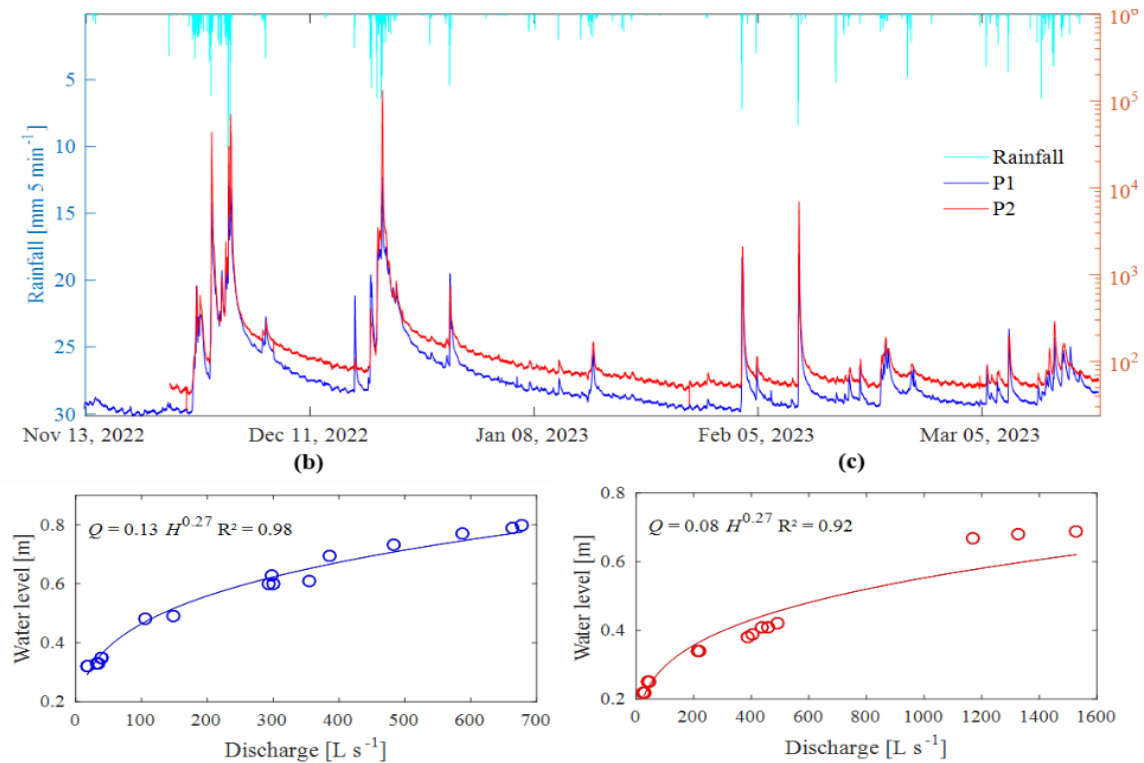 10⁶
5
10⁵
10
Rainfall
P1
P2
10⁴
15
20
10³
25
10²
30
Rainfall [mm 5 min⁻¹]
Nov 13, 2022
Dec 11, 2022
Jan 08, 2023
Feb 05, 2023
Mar 05, 2023
(b)
(c)
Q = 0.13 H^0.27 R² = 0.98
0.8
0.6
0.4
0.2
Water level [m]
0
100
200
300
400
500
600
700
Discharge [L s⁻¹]
Q = 0.08 H^0.27 R² = 0.92
0.8
0.6
0.4
0.2
Water level [m]
0
200
400
600
800
1000
1200
1400
1600
Discharge [L s⁻¹]